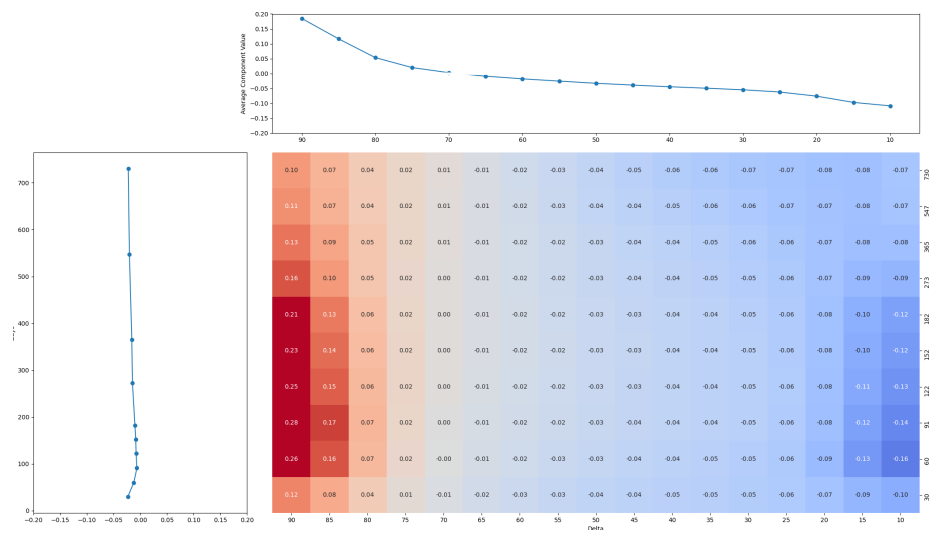 0.20
0.15
0.10
0.05
0.00
−0.05
−0.10
−0.15
−0.20
Average Component Value
90 80 70 60 50 40 30 20 10
700
600
500
400
300
200
100
0
−0.20 −0.15 −0.10 −0.05 0.00 0.05 0.10 0.15 0.20
0.10 0.07 0.04 0.02 0.01 -0.01 -0.02 -0.03 -0.04 -0.05 -0.06 -0.06 -0.07 -0.07 -0.08 -0.08 -0.07 730
0.11 0.07 0.04 0.02 0.01 -0.01 -0.02 -0.03 -0.04 -0.04 -0.05 -0.06 -0.06 -0.07 -0.07 -0.08 -0.07 547
0.13 0.09 0.05 0.02 0.01 -0.01 -0.02 -0.02 -0.03 -0.04 -0.04 -0.05 -0.06 -0.06 -0.07 -0.08 -0.08 365
0.16 0.10 0.05 0.02 0.00 -0.01 -0.02 -0.02 -0.03 -0.04 -0.04 -0.05 -0.05 -0.06 -0.07 -0.09 -0.09 273
0.21 0.13 0.06 0.02 0.00 -0.01 -0.02 -0.02 -0.03 -0.03 -0.04 -0.04 -0.05 -0.06 -0.07 -0.10 -0.12 182
0.23 0.14 0.06 0.02 0.00 -0.01 -0.02 -0.02 -0.03 -0.03 -0.04 -0.04 -0.05 -0.06 -0.08 -0.10 -0.12 152
0.25 0.15 0.06 0.02 0.00 -0.01 -0.02 -0.02 -0.03 -0.03 -0.04 -0.04 -0.05 -0.06 -0.08 -0.11 -0.13 122
0.28 0.17 0.07 0.02 0.00 -0.01 -0.02 -0.02 -0.03 -0.03 -0.04 -0.04 -0.05 -0.06 -0.08 -0.12 -0.14 91
0.26 0.16 0.07 0.02 -0.00 -0.01 -0.02 -0.02 -0.03 -0.04 -0.04 -0.05 -0.05 -0.06 -0.09 -0.13 -0.16 60
0.12 0.08 0.04 0.01 -0.01 -0.02 -0.03 -0.03 -0.04 -0.04 -0.05 -0.05 -0.05 -0.06 -0.07 -0.09 -0.10 30
90 85 80 75 70 65 60 55 50 45 40 35 30 25 20 15 10
Delta